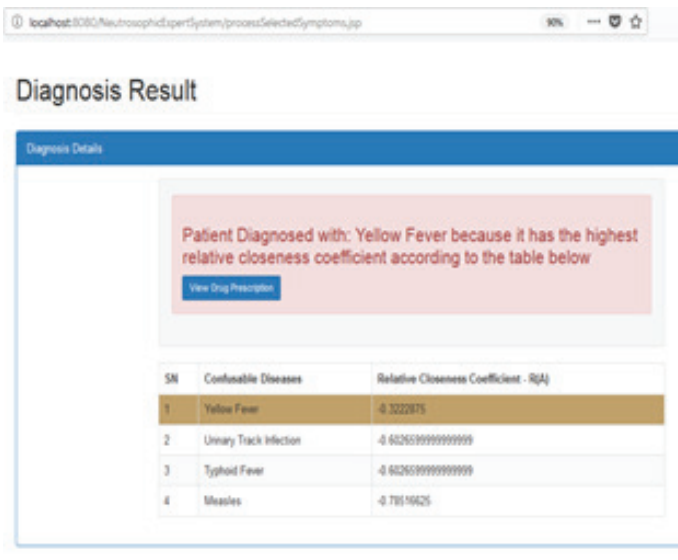 localhost:8080/NeutrosophicExpertSystem/processSelectedSymptoms.jsp 90%
Diagnosis Result
Diagnosis Details
Patient Diagnosed with: Yellow Fever because it has the highest
relative closeness coefficient according to the table below
View Drug Prescription
SN Confusable Diseases Relative Closeness Coefficient - R(A)
1 Yellow Fever -0.3222875
2 Urinary Track Infection -0.6026599999999999
3 Typhoid Fever -0.6026599999999999
4 Measles -0.78516625